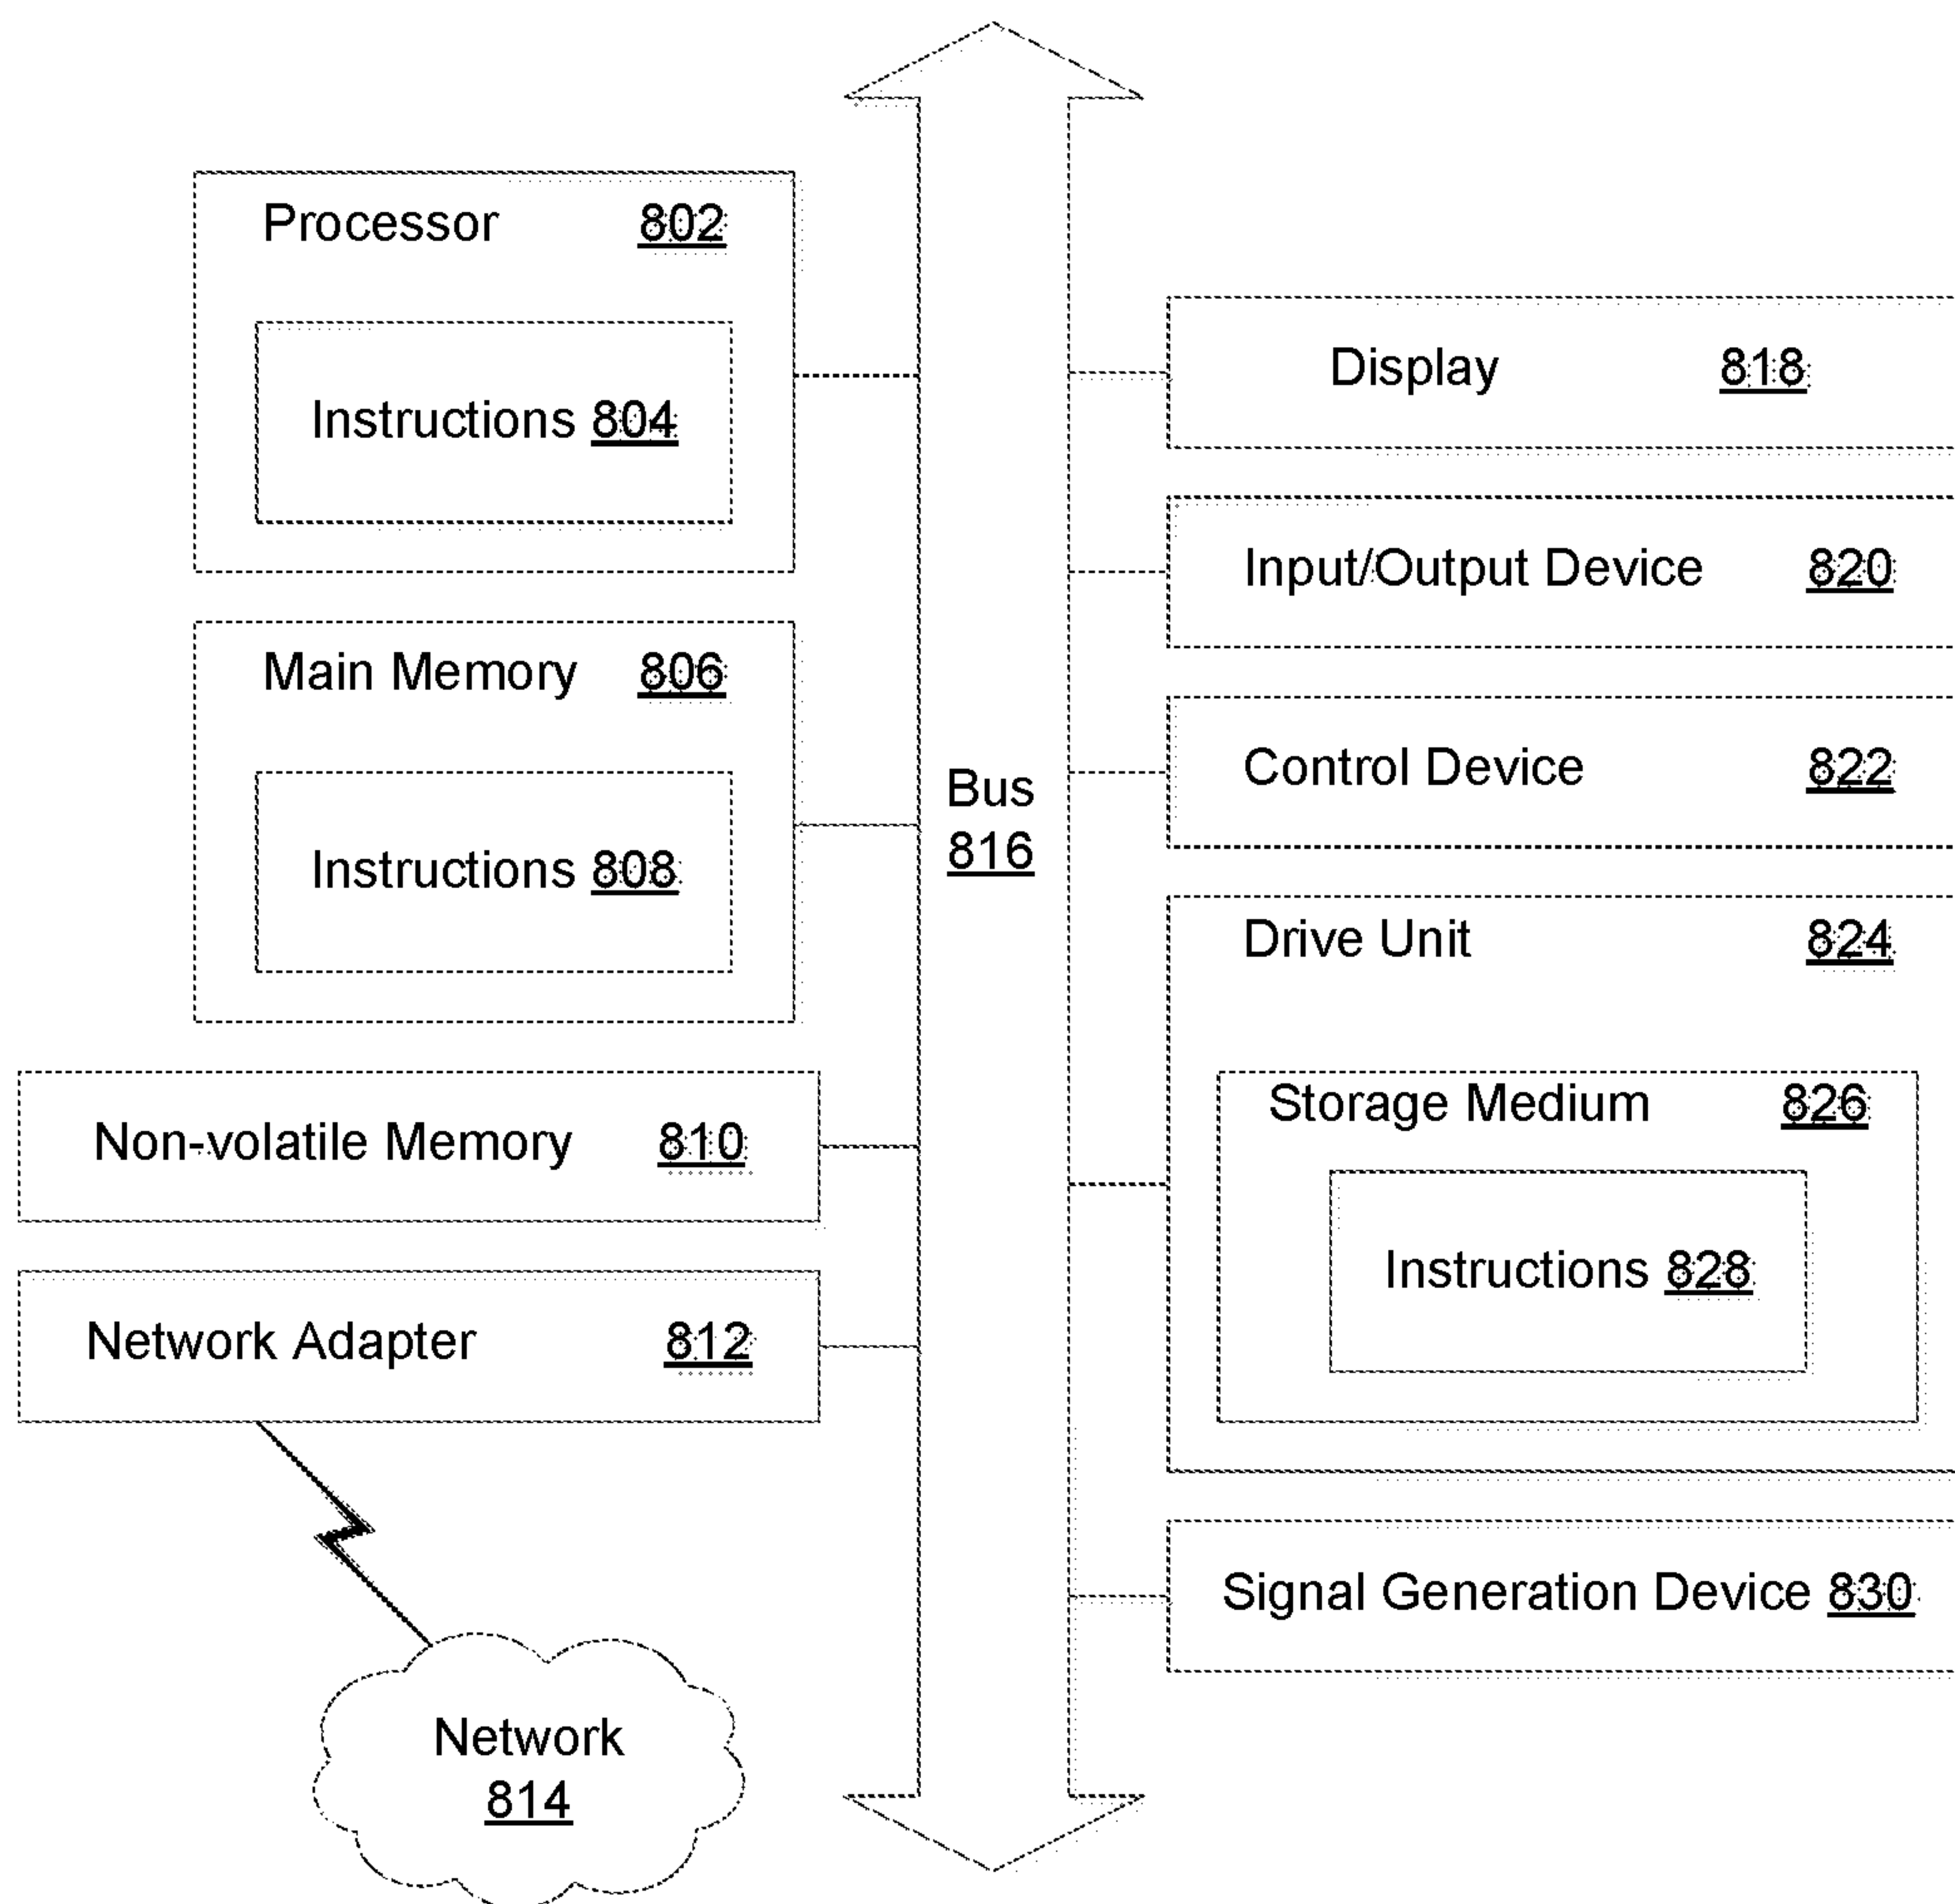 Processor 802
Instructions 804
Main Memory 806
Instructions 808
Non-volatile Memory 810
Network Adapter 812
Network
814
Bus
816
Display 818
Input/Output Device 820
Control Device 822
Drive Unit 824
Storage Medium 826
Instructions 828
Signal Generation Device 830